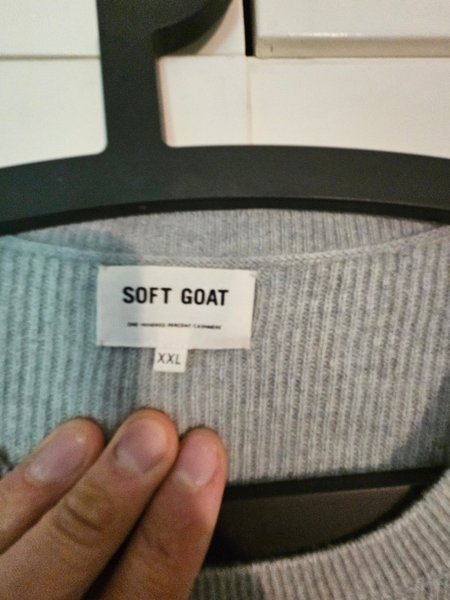 SOFT GOAT
ONE HUNDRED PERCENT CASHMERE
XXL